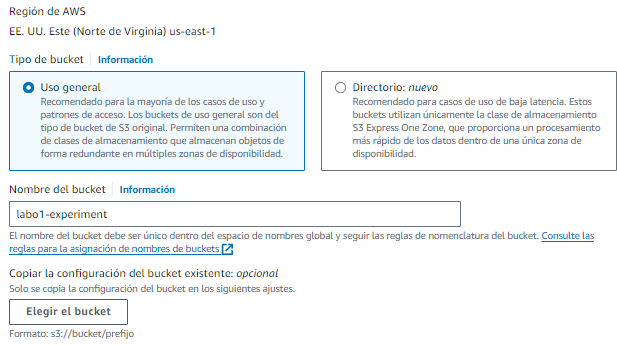 Región de AWS
EE. UU. Este (Norte de Virginia) us-east-1
Tipo de bucket | Información
Uso general
Recomendado para la mayoría de los casos de uso y
patrones de acceso. Los buckets de uso general son del
tipo de bucket de S3 original. Permiten una combinación
de clases de almacenamiento que almacenan objetos de
forma redundante en múltiples zonas de disponibilidad.
Directorio: nuevo
Recomendado para casos de uso de baja latencia. Estos
buckets utilizan únicamente la clase de almacenamiento
S3 Express One Zone, que proporciona un procesamiento
más rápido de los datos dentro de una única zona de
disponibilidad.
Nombre del bucket | Información
labo1-experiment
El nombre del bucket debe ser único dentro del espacio de nombres global y seguir las reglas de nomenclatura del bucket. Consulte las
reglas para la asignación de nombres de buckets
Copiar la configuración del bucket existente: opcional
Solo se copia la configuración del bucket en los siguientes ajustes.
Elegir el bucket
Formato: s3://bucket/prefijo